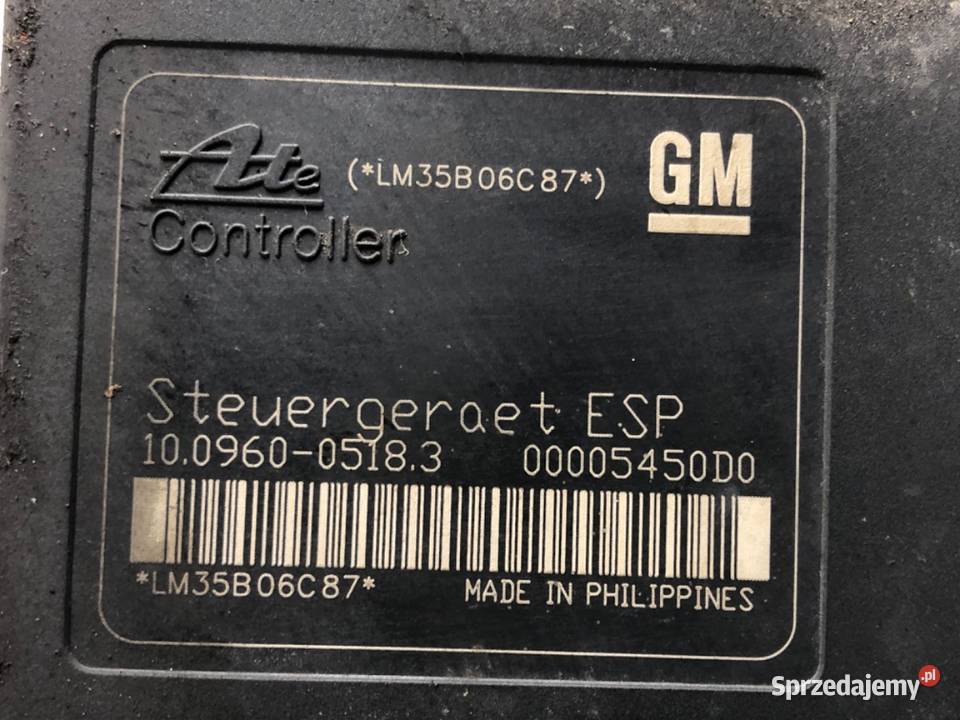 Ate (*LM35B06C87*) GM
Controller
Steuergeraet ESP
10.0960-0518.3 00005450D0
*LM35B06C87* MADE IN PHILIPPINES
Sprzedajemy.pl